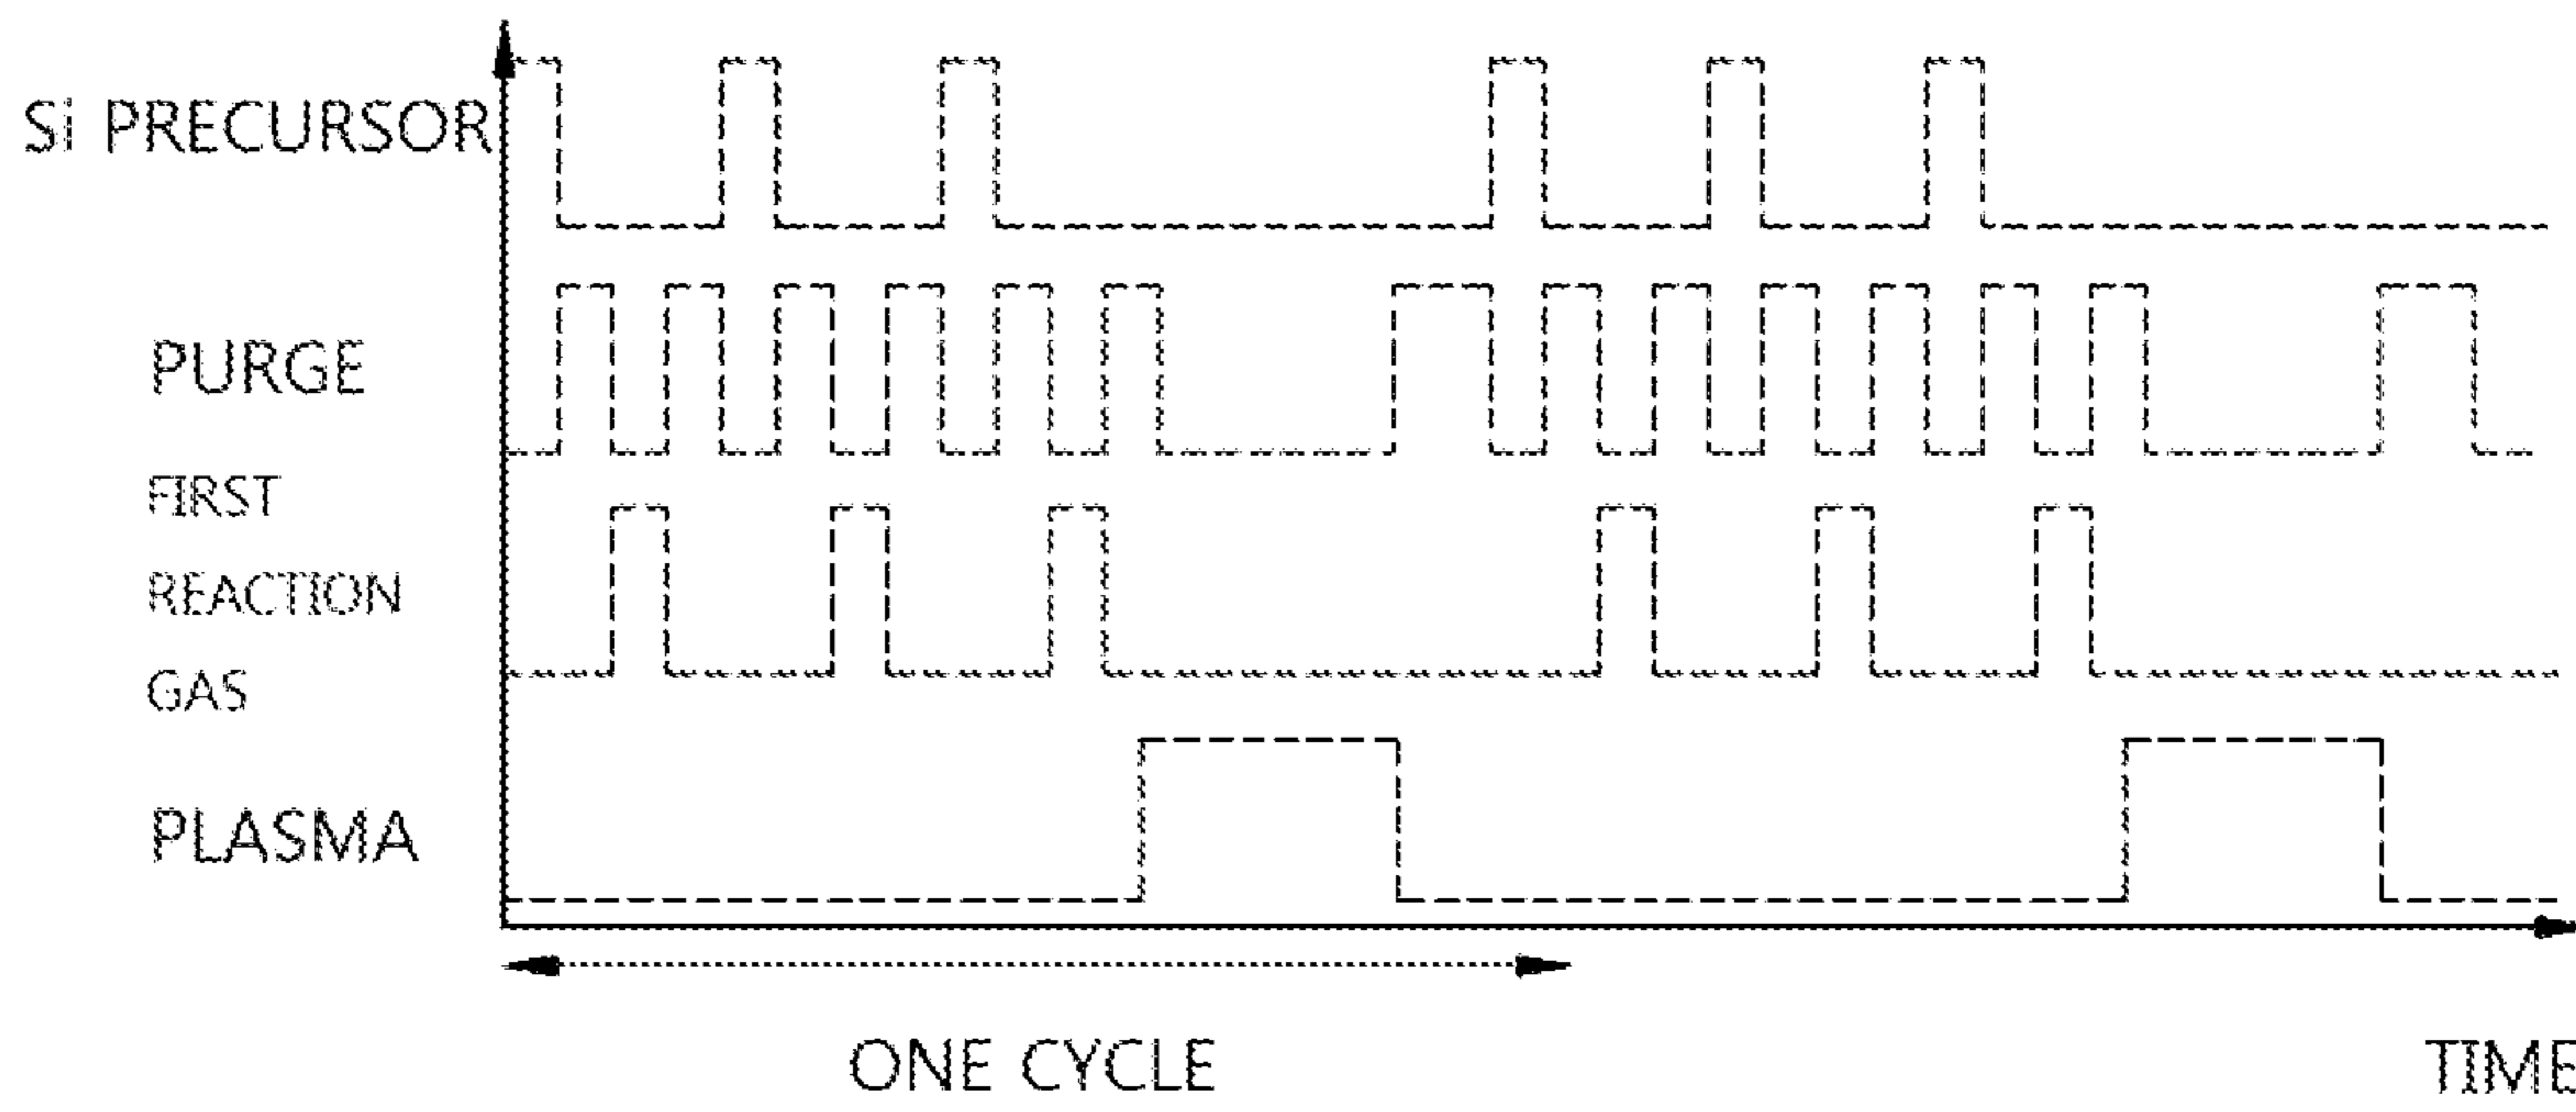 Si PRECURSOR
PURGE
FIRST
REACTION
GAS
PLASMA
ONE CYCLE
TIME